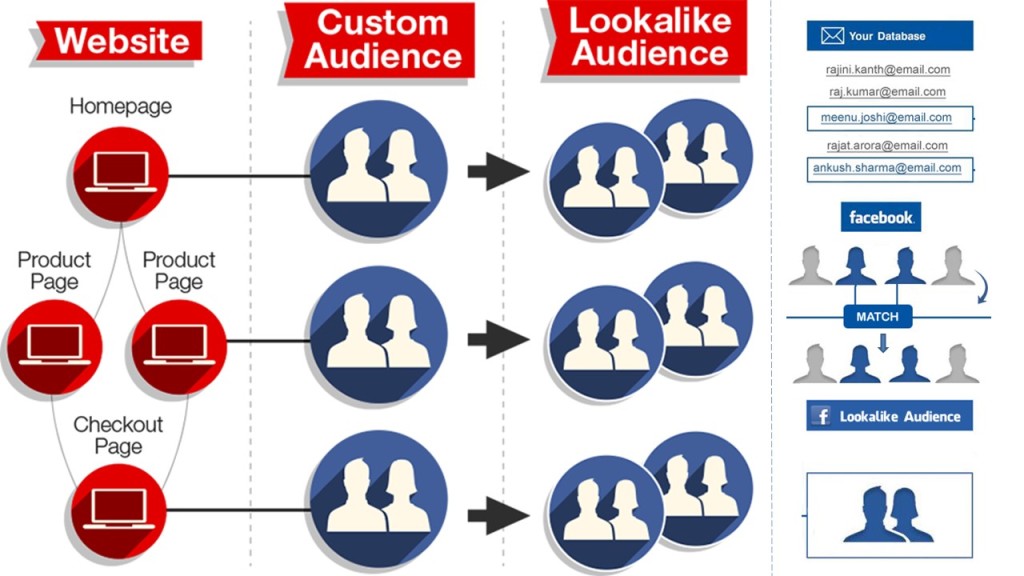 Website
Custom
Audience
Lookalike
Audience
Homepage
Product
Page
Product
Page
Checkout
Page
Your Database
rajini.kanth@email.com
raj.kumar@email.com
meenu.joshi@email.com
rajat.arora@email.com
ankush.sharma@email.com
facebook.
MATCH
f Lookalike Audience